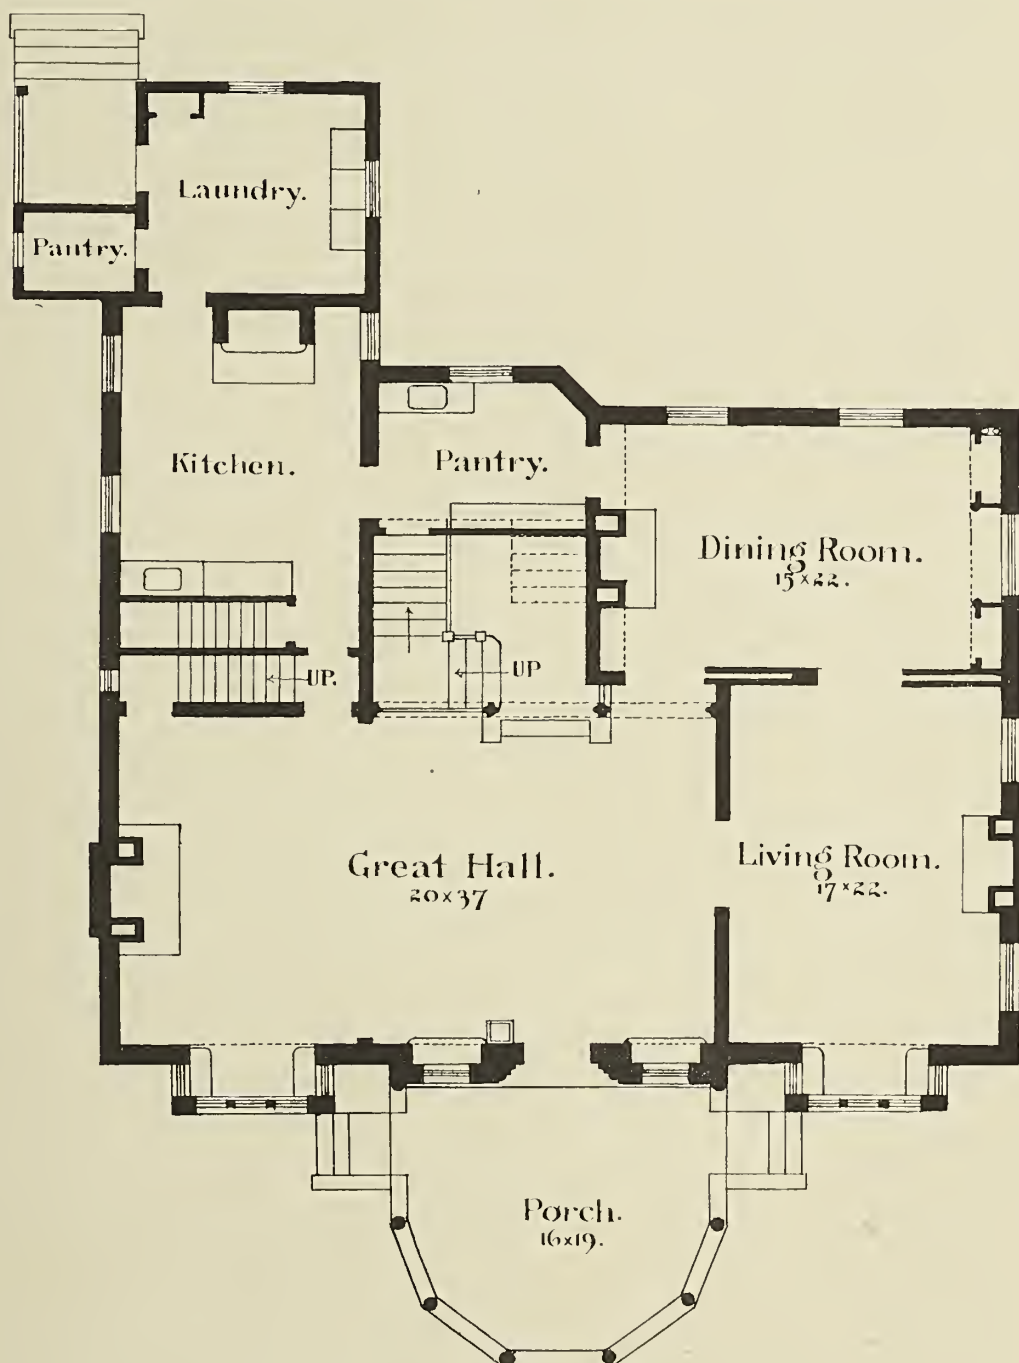 Laundry.
Pantry.
Kitchen.
Pantry.
Dining Room.
15×22.
UP.
UP
Great Hall.
20×37
Living Room.
17×22.
Porch.
16×19.